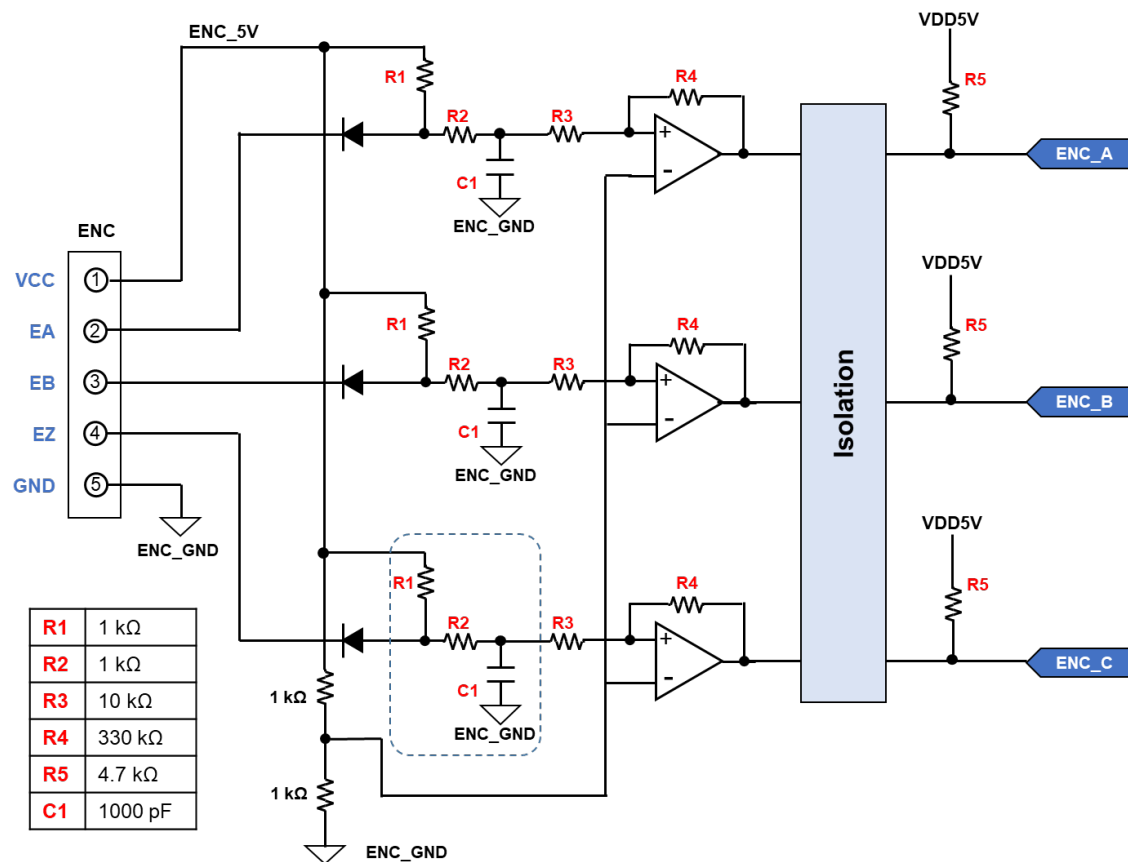 ENC_5V
VDD5V
R1
R4
R5
R2
R3
+
-
C1
ENC_GND
ENC_A
ENC
VCC
1
EA
2
EB
3
EZ
4
GND
5
ENC_GND
VDD5V
R1
R4
R5
R2
R3
+
-
C1
ENC_GND
ENC_B
Isolation
VDD5V
R1
R4
R5
R2
R3
+
-
C1
ENC_GND
ENC_C
1 kΩ
1 kΩ
ENC_GND
R1 1 kΩ
R2 1 kΩ
R3 10 kΩ
R4 330 kΩ
R5 4.7 kΩ
C1 1000 pF